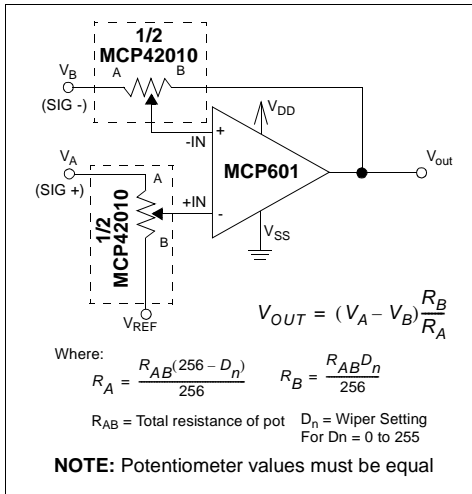 1/2
MCP42010
V_B
A
B
(SIG -)
V_DD
-IN
+
MCP601
V_out
V_A
(SIG +)
A
+IN
-
1/2
MCP42010
B
V_SS
V_REF
V_OUT = (V_A – V_B) R_B/R_A
Where:
R_A = R_AB(256 – D_n)/256
R_B = R_AB D_n/256
R_AB = Total resistance of pot
D_n = Wiper Setting
For Dn = 0 to 255
NOTE: Potentiometer values must be equal